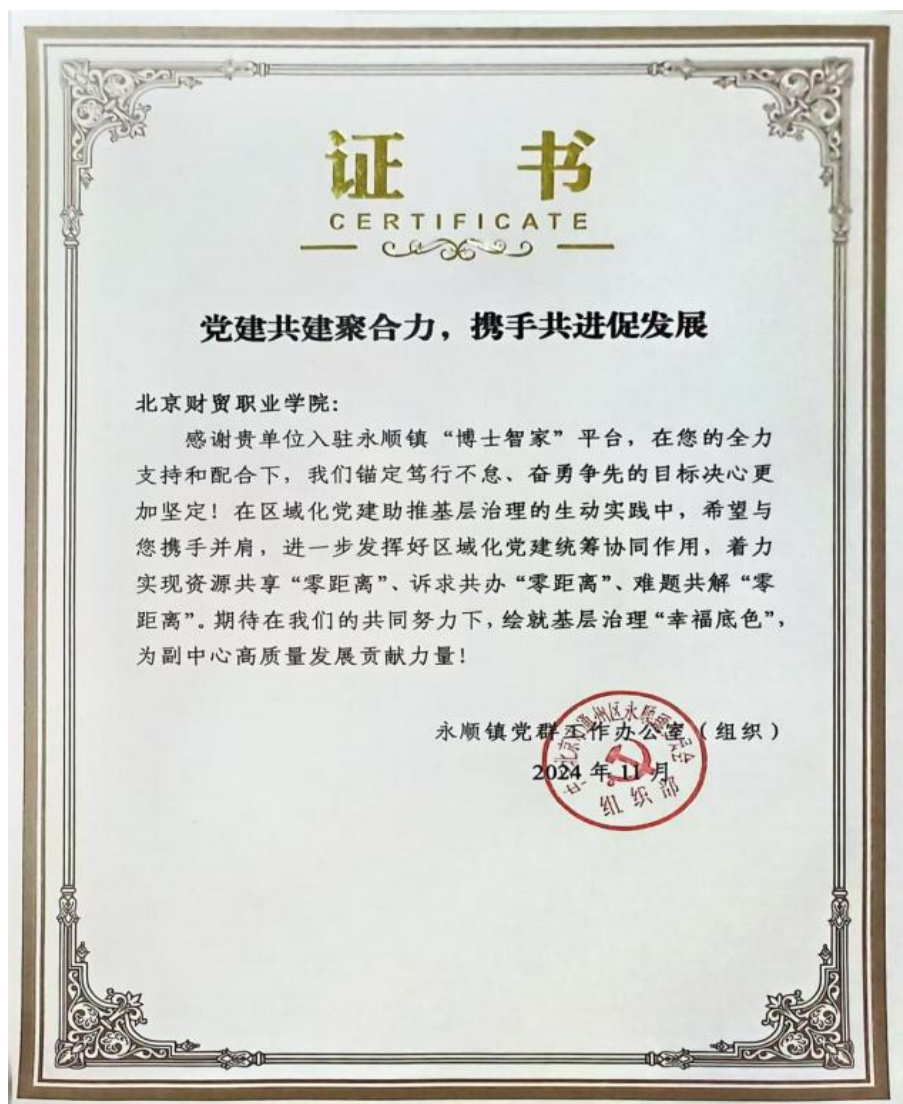 证 书
CERTIFICATE
党建共建聚合力，携手共进促发展
北京财贸职业学院：
感谢贵单位入驻永顺镇“博士智家”平台，在您的全力
支持和配合下，我们锚定笃行不怠、奋勇争先的目标决心更
加坚定！在区域化党建助推基层治理的生动实践中，希望与
您携手并肩，进一步发挥好区域化党建统筹协同作用，着力
实现资源共享“零距离”、诉求共办“零距离”、难题共解“零
距离”。期待在我们的共同努力下，绘就基层治理“幸福底色”，
为副中心高质量发展贡献力量！
永顺镇党群工作办公室（组织）
2024 年 11 月
组织部